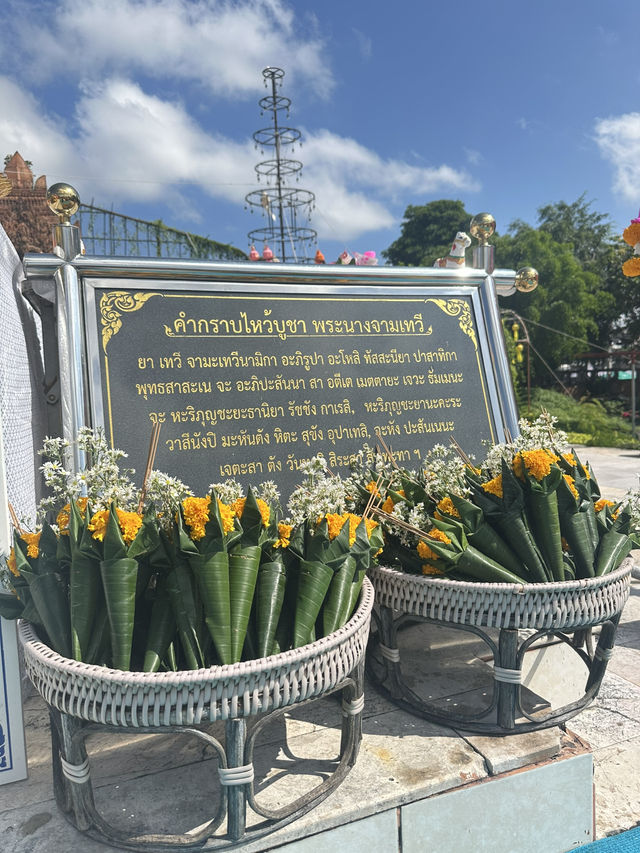 คำกราบไหว้บูชา พระนางจามเทวี
ยา เทวี จามะเทวีนามิกา อะภิรูปา อะโหสิ ทัสสะนียา ปาสาทิกา
พุทธสาสะเน จะ อะภิปะสันนา สา อตีเต เมตตายะ เจวะ ธัมเมนะ
จะ หะริภุญชะยะธานิยา รัชชัง กาเรสิ, หะริภุญชะยานะคะระ
วาสีนังปิ มะหันตัง หิตะ สุขัง อุปาเทสิ, อะหัง ปะสันเนนะ
เจตะสา ตัง